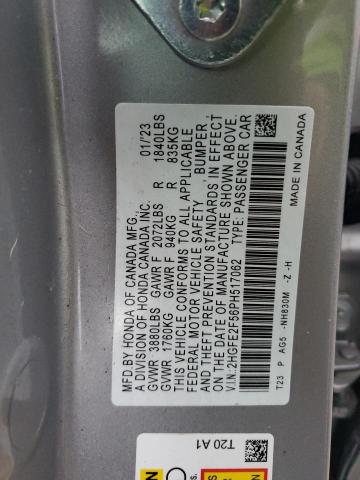 MFD.BY HONDA OF CANADA MFG.,
A DIVISION OF HONDA CANADA INC. 01/23
GVWR 3880LBS GAWR F 2072LBS R 1840LBS
GVWR 1760KG GAWR F 940KG R 835KG
THIS VEHICLE CONFORMS TO ALL APPLICABLE
FEDERAL MOTOR VEHICLE SAFETY BUMPER,
AND THEFT PREVENTION STANDARDS IN EFFECT
ON THE DATE OF MANUFACTURE SHOWN ABOVE.
V.I.N.:2HGFE2F56PH517062 TYPE: PASSENGER CAR
T23 P AG5 -NH830M -Z -H
MADE IN CANADA
T20 A1